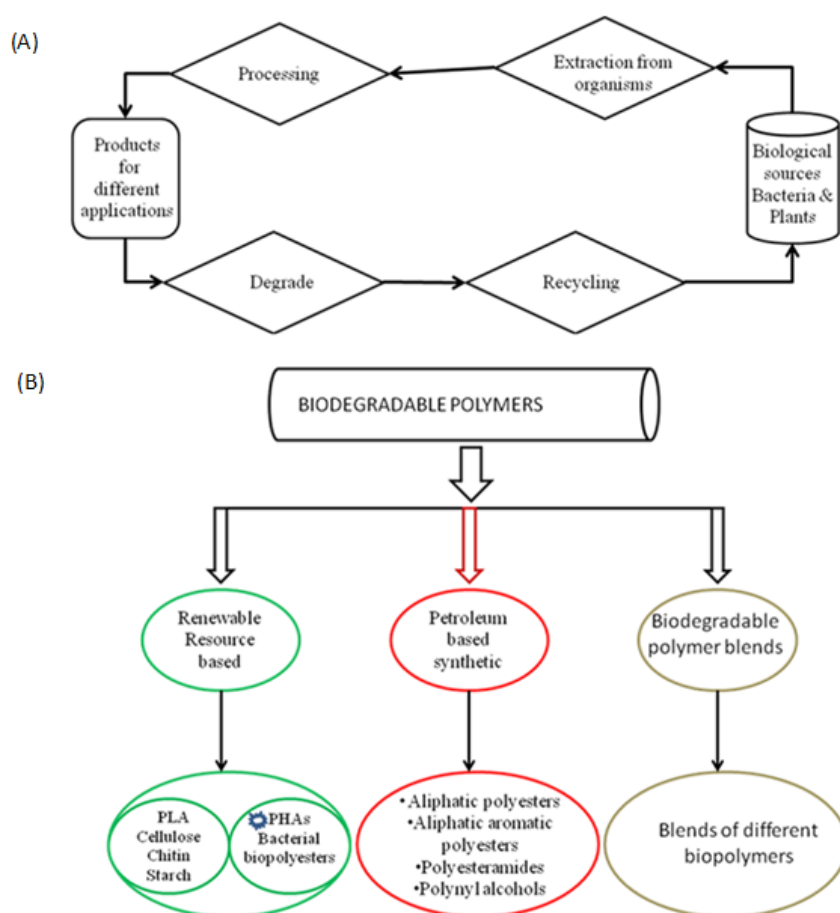 (A)
Processing
Extraction from
organisms
Products
for
different
applications
Biological
sources
Bacteria &
Plants
Degrade
Recycling
(B)
BIODEGRADABLE POLYMERS
Renewable
Resource
based
Petroleum
based
synthetic
Biodegradable
polymer blends
PLA
Cellulose
Chitin
Starch
PHAs
Bacterial
biopolyesters
•Aliphatic polyesters
•Aliphatic aromatic
polyesters
•Polyesteramides
•Polynyl alcohols
Blends of different
biopolymers